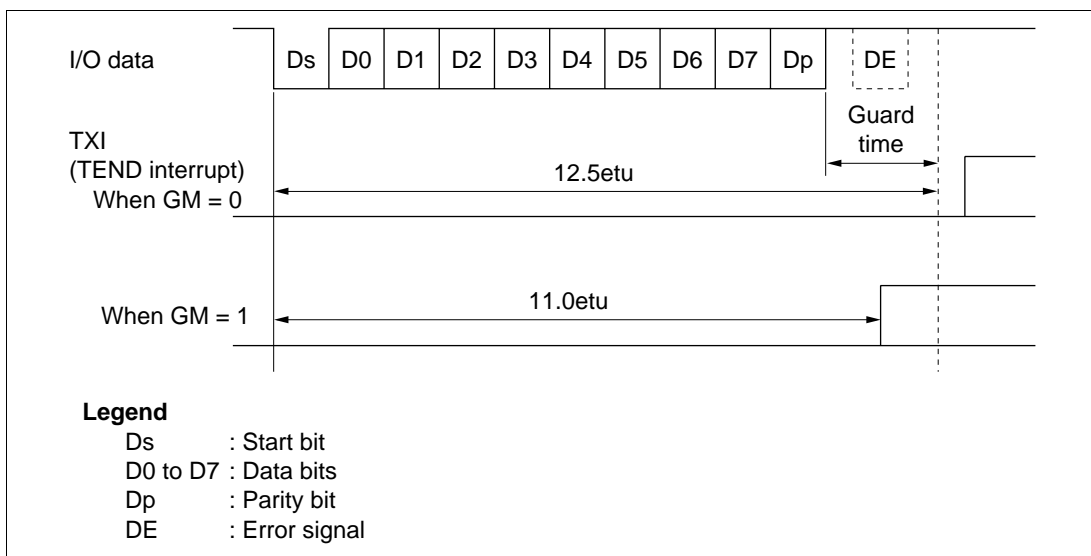 I/O data
Ds D0 D1 D2 D3 D4 D5 D6 D7 Dp DE
Guard
time
TXI
(TEND interrupt)
When GM = 0
12.5etu
When GM = 1
11.0etu
Legend
Ds : Start bit
D0 to D7 : Data bits
Dp : Parity bit
DE : Error signal